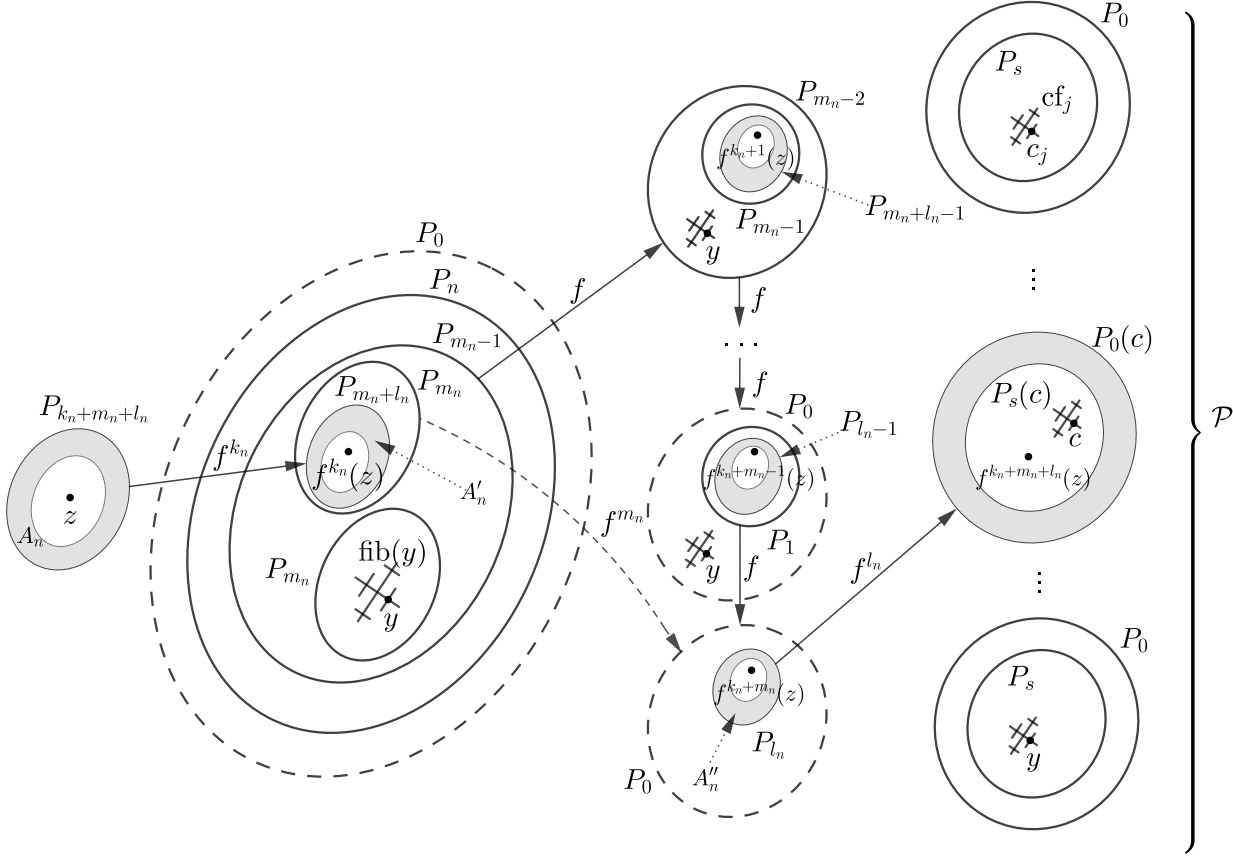 P_{k_n+m_n+l_n}
z
A_n
f^{k_n}
P_0
P_n
P_{m_n-1}
P_{m_n}
P_{m_n+l_n}
f^{k_n}(z)
A'_n
P_{m_n}
fib(y)
y
f
f^{m_n}
P_{m_n-2}
f^{k_n+1}(z)
P_{m_n+l_n-1}
P_{m_n-1}
y
f
...
f
P_0
P_{l_n-1}
f^{k_n+m_n-1}(z)
P_1
y
f
f^{l_n}
f^{k_n+m_n}(z)
P_{l_n}
P_0
A''_n
P_0
P_s
cf_j
c_j
⋮
P_0(c)
P_s(c)
c
f^{k_n+m_n+l_n}(z)
⋮
P_0
P_s
y
𝒫